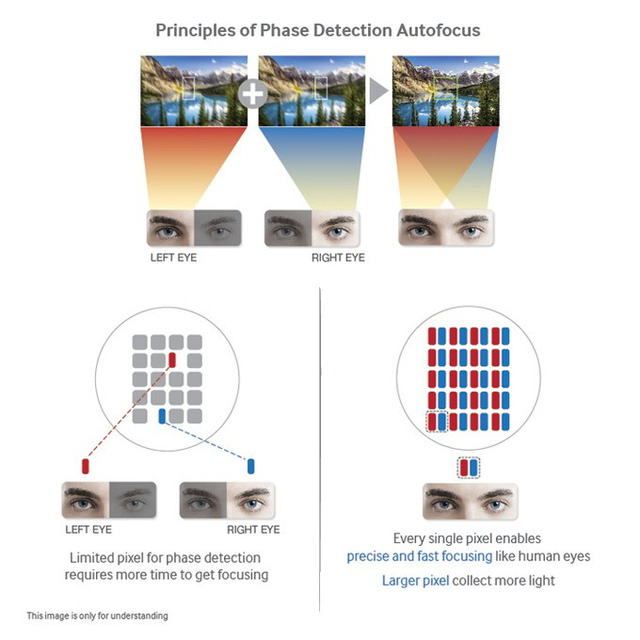 Principles of Phase Detection Autofocus
LEFT EYE
RIGHT EYE
LEFT EYE
RIGHT EYE
Limited pixel for phase detection
requires more time to get focusing
Every single pixel enables
precise and fast focusing like human eyes
Larger pixel collect more light
This image is only for understanding